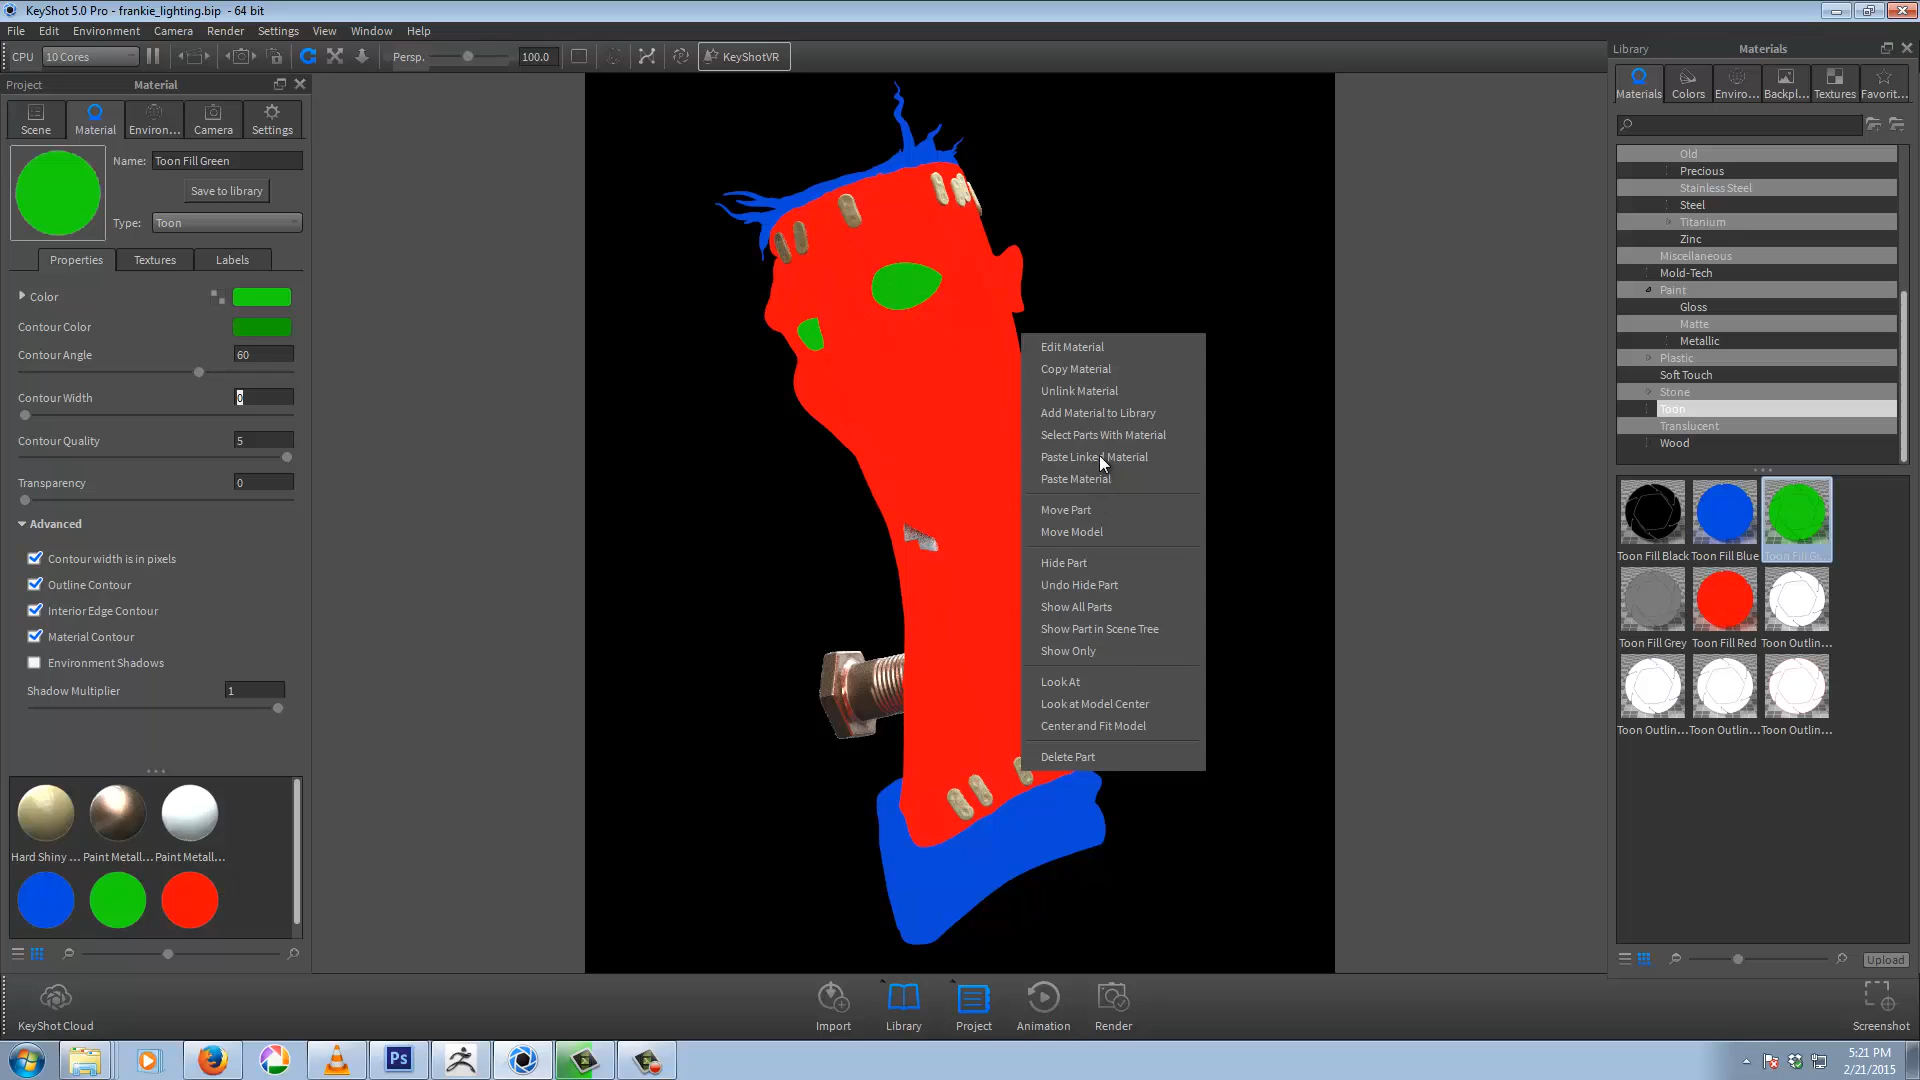 KeyShot 5.0 Pro - frankie_lighting.bip - 64 bit
File Edit Environment Camera Render Settings View Window Help
CPU 10 Cores Persp. 100.0 KeyShotVR
Project Material
Scene Material Environ... Camera Settings
Name: Toon Fill Green
Save to library
Type: Toon
Properties Textures Labels
Color
Contour Color
Contour Angle 60
Contour Width 0
Contour Quality 5
Transparency 0
Advanced
Contour width is in pixels
Outline Contour
Interior Edge Contour
Material Contour
Environment Shadows
Shadow Multiplier 1
Hard Shiny ... Paint Metall... Paint Metall...
Edit Material
Copy Material
Unlink Material
Add Material to Library
Select Parts With Material
Paste Linked Material
Paste Material
Move Part
Move Model
Hide Part
Undo Hide Part
Show All Parts
Show Part in Scene Tree
Show Only
Look At
Look at Model Center
Center and Fit Model
Delete Part
Library Materials
Materials Colors Enviro... Backpl... Textures Favorit...
Old
Precious
Stainless Steel
Steel
Titanium
Zinc
Miscellaneous
Mold-Tech
Paint
Gloss
Matte
Metallic
Plastic
Soft Touch
Stone
Toon
Translucent
Wood
Toon Fill Black Toon Fill Blue Toon Fill Gr...
Toon Fill Grey Toon Fill Red Toon Outlin...
Toon Outlin... Toon Outlin... Toon Outlin...
Upload
KeyShot Cloud Import Library Project Animation Render Screenshot
Ps
5:21 PM
2/21/2015